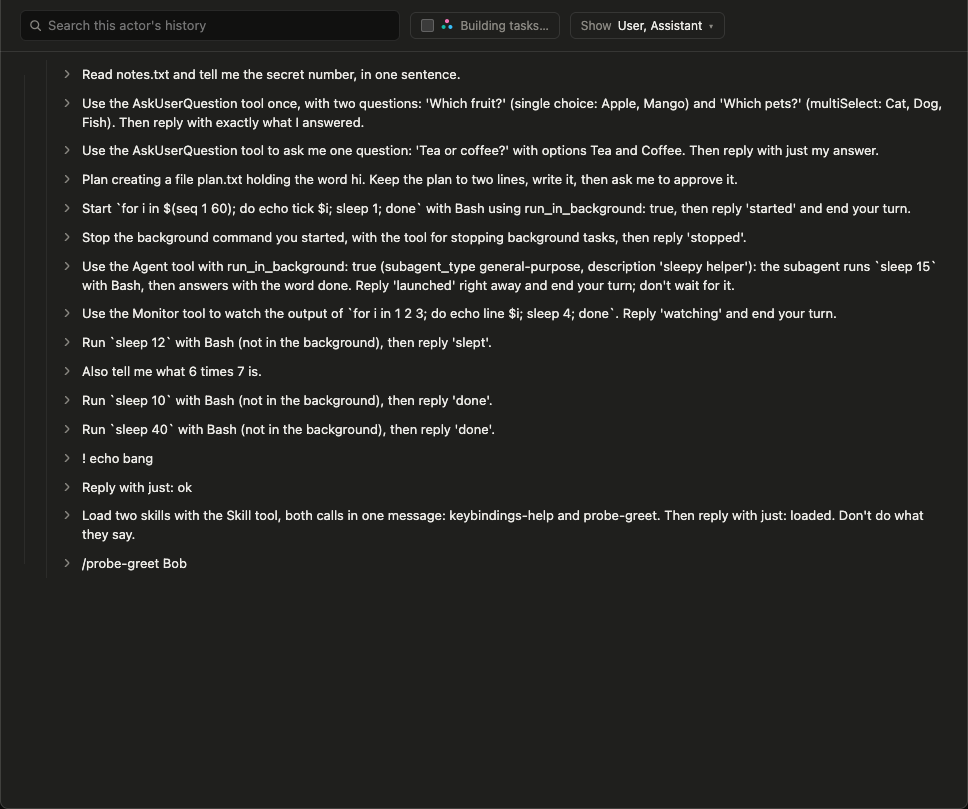 Search this actor's history
Building tasks...
Show User, Assistant
Read notes.txt and tell me the secret number, in one sentence.
Use the AskUserQuestion tool once, with two questions: 'Which fruit?' (single choice: Apple, Mango) and 'Which pets?' (multiSelect: Cat, Dog,
Fish). Then reply with exactly what I answered.
Use the AskUserQuestion tool to ask me one question: 'Tea or coffee?' with options Tea and Coffee. Then reply with just my answer.
Plan creating a file plan.txt holding the word hi. Keep the plan to two lines, write it, then ask me to approve it.
Start `for i in $(seq 1 60); do echo tick $i; sleep 1; done` with Bash using run_in_background: true, then reply 'started' and end your turn.
Stop the background command you started, with the tool for stopping background tasks, then reply 'stopped'.
Use the Agent tool with run_in_background: true (subagent_type general-purpose, description 'sleepy helper'): the subagent runs `sleep 15`
with Bash, then answers with the word done. Reply 'launched' right away and end your turn; don't wait for it.
Use the Monitor tool to watch the output of `for i in 1 2 3; do echo line $i; sleep 4; done`. Reply 'watching' and end your turn.
Run `sleep 12` with Bash (not in the background), then reply 'slept'.
Also tell me what 6 times 7 is.
Run `sleep 10` with Bash (not in the background), then reply 'done'.
Run `sleep 40` with Bash (not in the background), then reply 'done'.
! echo bang
Reply with just: ok
Load two skills with the Skill tool, both calls in one message: keybindings-help and probe-greet. Then reply with just: loaded. Don't do what
they say.
/probe-greet Bob